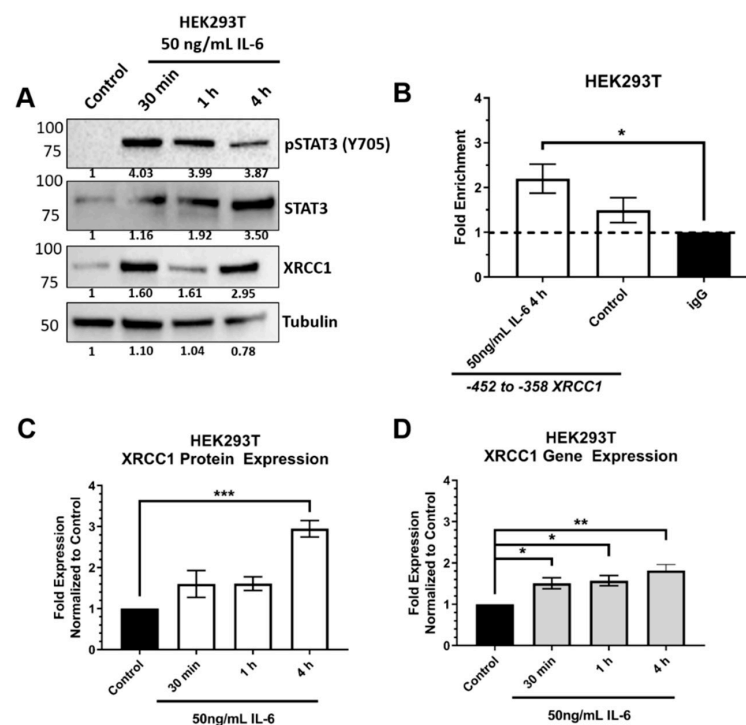 HEK293T
50 ng/mL IL-6
A
Control
30 min
1 h
4 h
100
75
pSTAT3 (Y705)
1 4.03 3.99 3.87
100
75
STAT3
1 1.16 1.92 3.50
100
75
XRCC1
1 1.60 1.61 2.95
50
Tubulin
1 1.10 1.04 0.78
B
HEK293T
Fold Enrichment
4
3
2
1
0
*
50ng/mL IL-6 4 h
Control
igG
-452 to -358 XRCC1
C
HEK293T
XRCC1 Protein Expression
Fold Expression
Normalized to Control
4
3
2
1
0
***
Control
30 min
1 h
4 h
50ng/mL IL-6
D
HEK293T
XRCC1 Gene Expression
Fold Expression
Normalized to Control
4
3
2
1
0
**
*
*
Control
30 min
1 h
4 h
50ng/mL IL-6